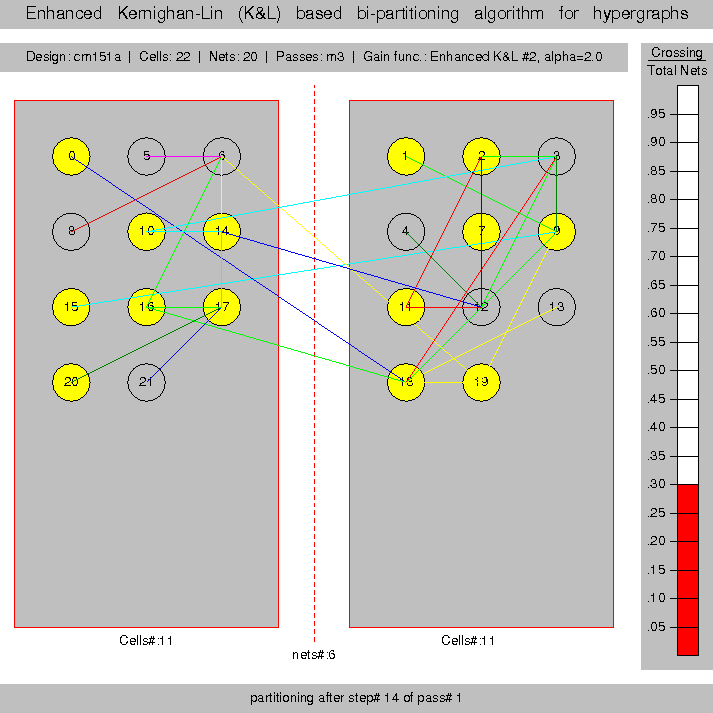 Enhanced Kernighan-Lin (K&L) based bi-partitioning algorithm for hypergraphs
Design: cm151a | Cells: 22 | Nets: 20 | Passes: m3 | Gain func.: Enhanced K&L #2, alpha=2.0
Crossing
Total Nets
0 5 6 1 2 3
8 10 14 4 7 9
15 16 17 11 12 13
20 21 18 19
.95
.90
.85
.80
.75
.70
.65
.60
.55
.50
.45
.40
.35
.30
.25
.20
.15
.10
.05
Cells#:11
Cells#:11
nets#:6
partitioning after step# 14 of pass# 1